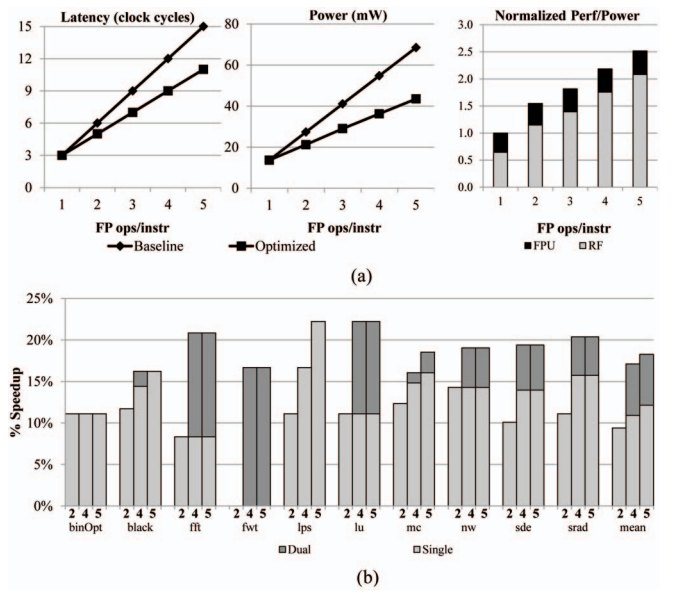 Latency (clock cycles)
15
12
9
6
3
0
1 2 3 4 5
FP ops/instr
Power (mW)
80
60
40
20
0
1 2 3 4 5
FP ops/instr
Baseline Optimized
Normalized Perf/Power
3.0
2.5
2.0
1.5
1.0
0.5
0.0
1 2 3 4 5
FP ops/instr
FPU RF
(a)
25%
20%
15%
10%
5%
0%
% Speedup
2 4 5 2 4 5 2 4 5 2 4 5 2 4 5 2 4 5 2 4 5 2 4 5 2 4 5 2 4 5 2 4 5
binOpt black fft fwt lps lu mc nw sde srad mean
Dual Single
(b)